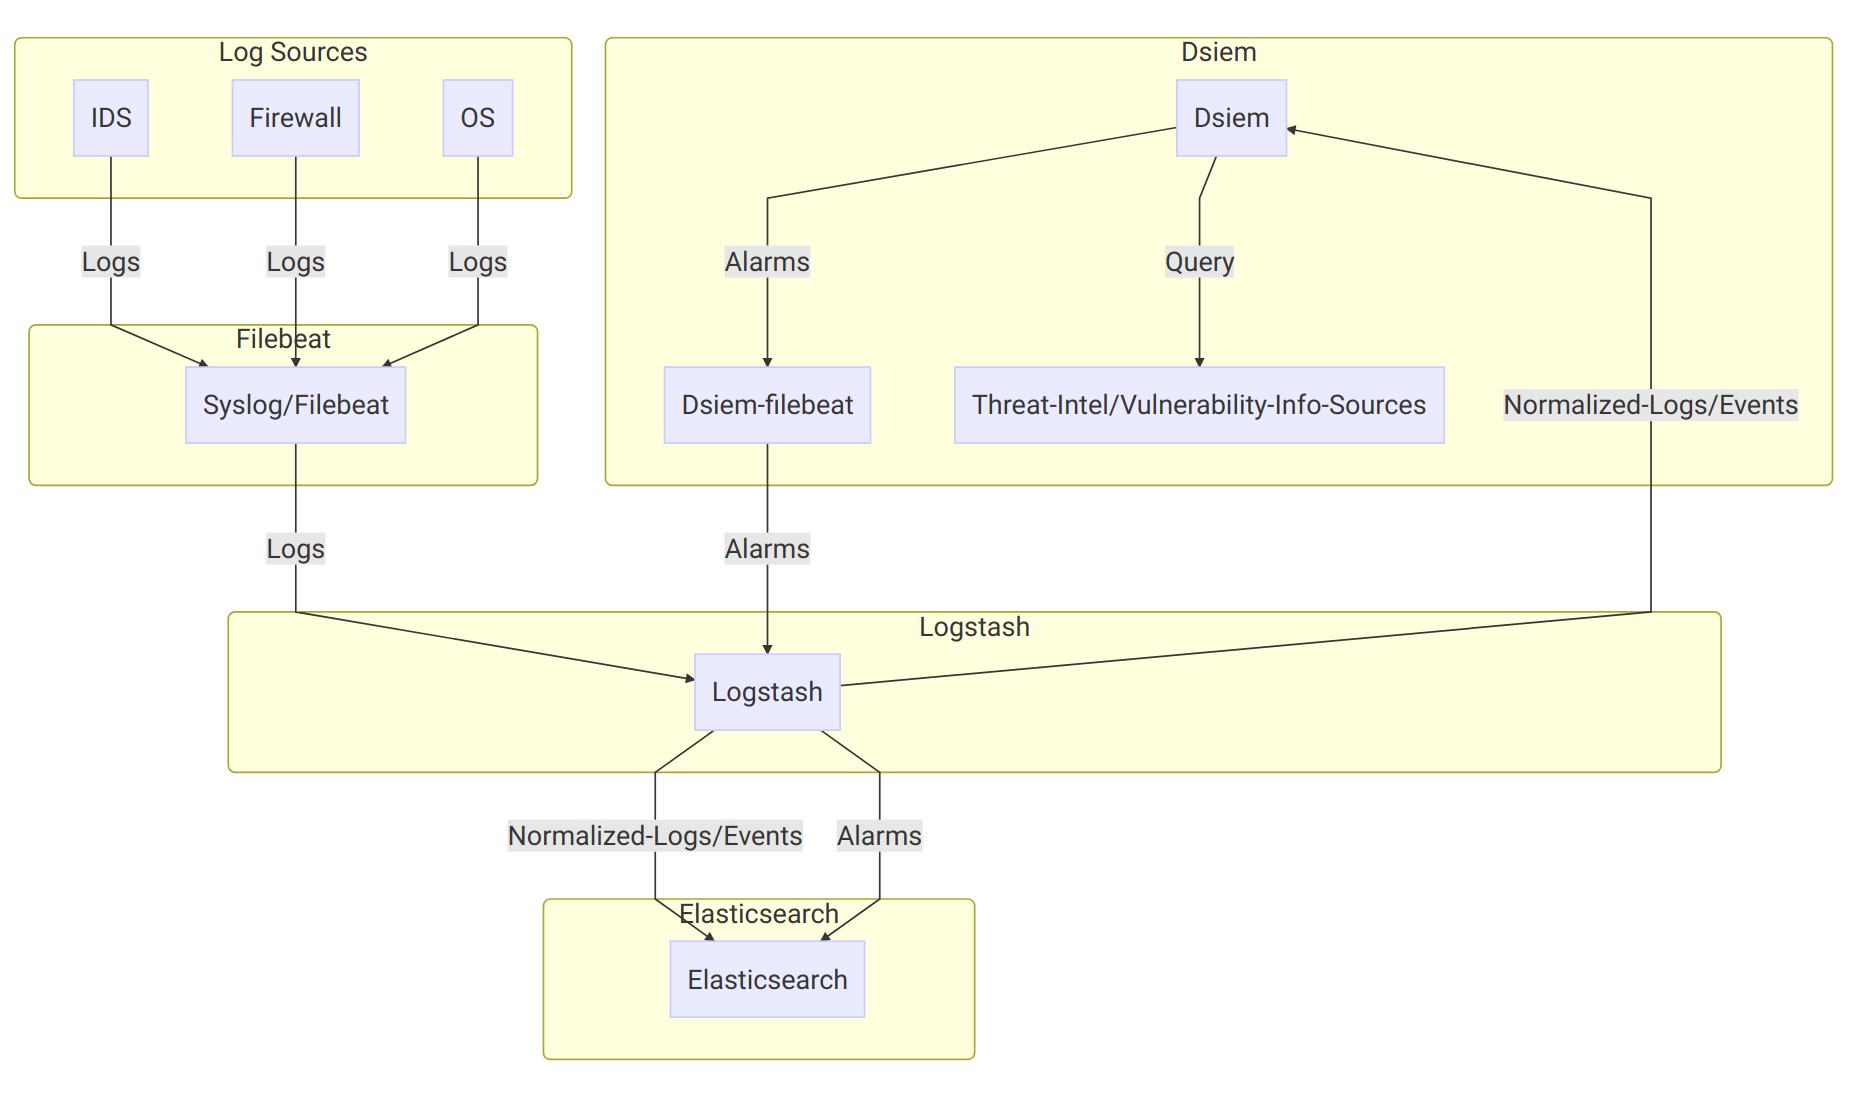 Log Sources
IDS
Firewall
OS
Logs
Logs
Logs
Filebeat
Syslog/Filebeat
Logs
Dsiem
Dsiem
Alarms
Query
Dsiem-filebeat
Threat-Intel/Vulnerability-Info-Sources
Normalized-Logs/Events
Alarms
Logstash
Logstash
Normalized-Logs/Events
Alarms
Elasticsearch
Elasticsearch